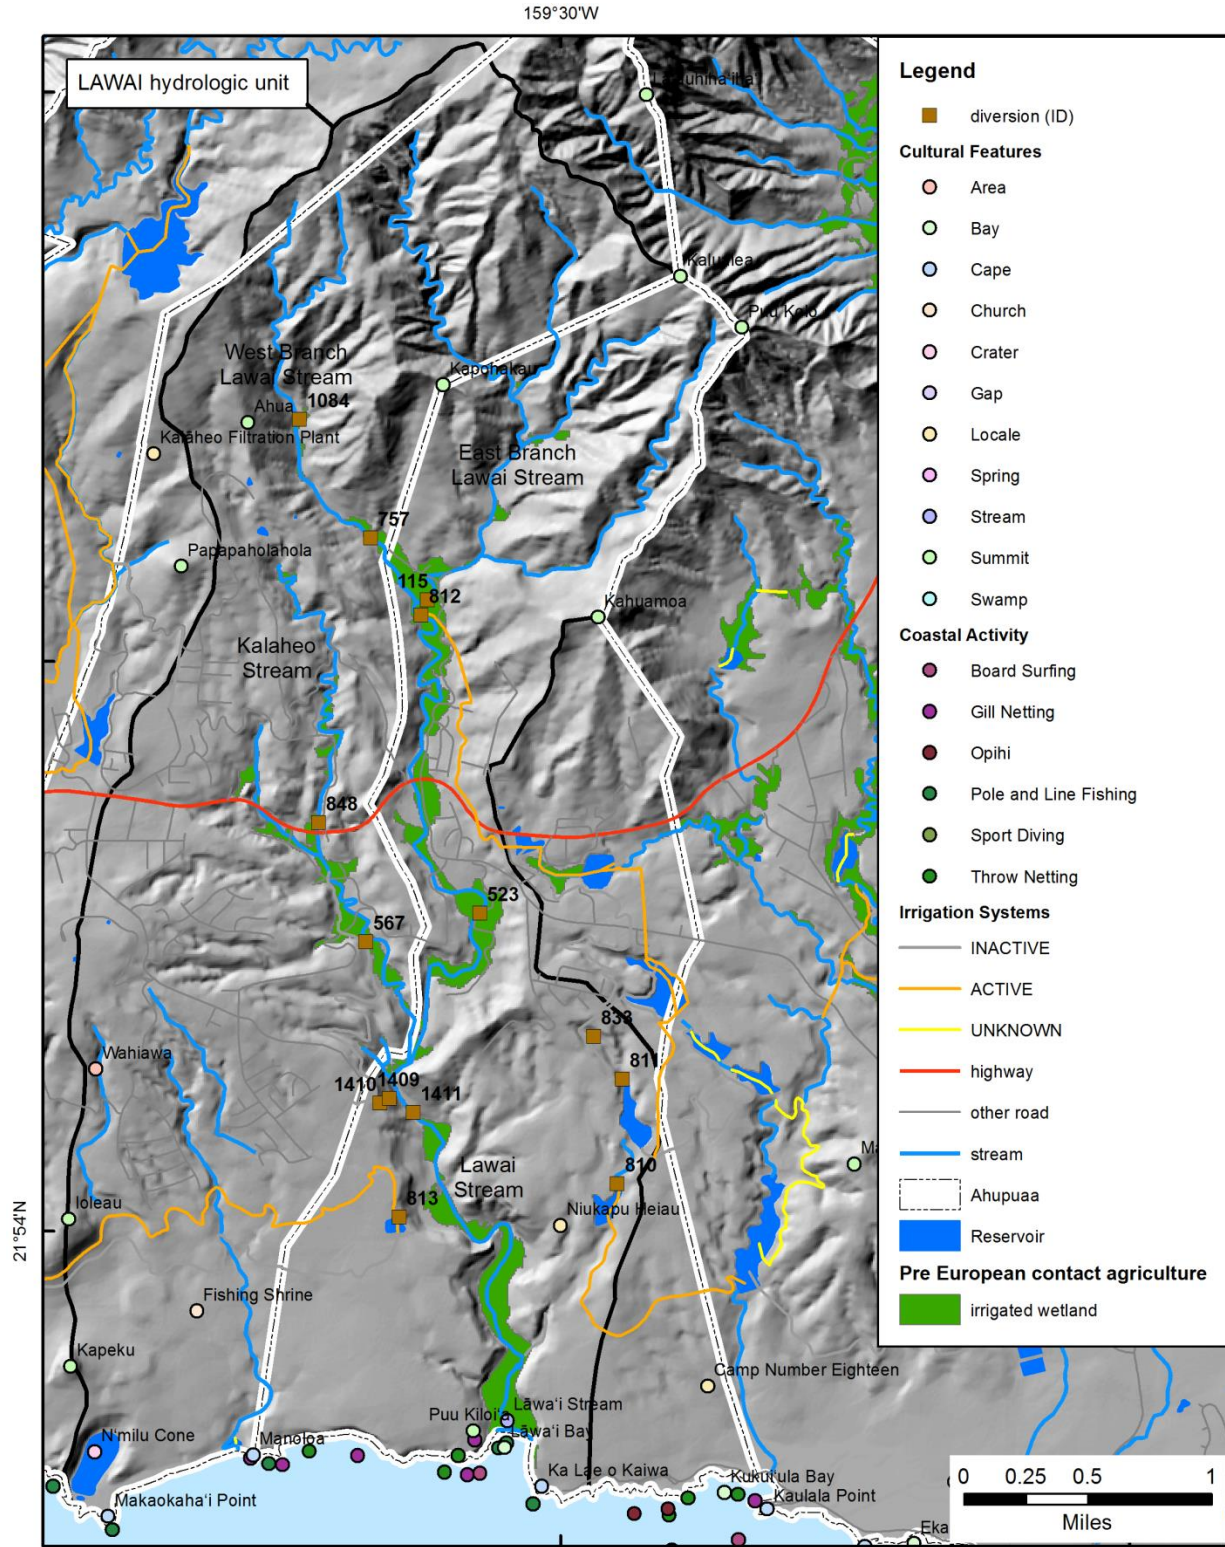 159°30'W
LAWAI hydrologic unit
Kalualea
Puu Kolo
West Branch
Lawai Stream
Kapohakau
Ahua
1084
Kalāheo Filtration Plant
East Branch
Lawai Stream
757
Papapaholahola
115
812
Kahuamoa
Kalaheo
Stream
848
523
567
833
Wahiawa
811
1409
1410
1411
Lawai
Stream
810
Ioleau
813
Niukapu Heiau
21°54'N
Fishing Shrine
Kapeku
Camp Number Eighteen
Lāwa'i Stream
Puu Kiloi'a
Lāwa'i Bay
N'milu Cone
Manoloa
Ka Lae o Kaiwa
Kukui'ula Bay
Kaulala Point
Makaokaha'i Point
Legend
diversion (ID)
Cultural Features
Area
Bay
Cape
Church
Crater
Gap
Locale
Spring
Stream
Summit
Swamp
Coastal Activity
Board Surfing
Gill Netting
Opihi
Pole and Line Fishing
Sport Diving
Throw Netting
Irrigation Systems
INACTIVE
ACTIVE
UNKNOWN
highway
other road
stream
Ahupuaa
Reservoir
Pre European contact agriculture
irrigated wetland
0 0.25 0.5 1
Miles